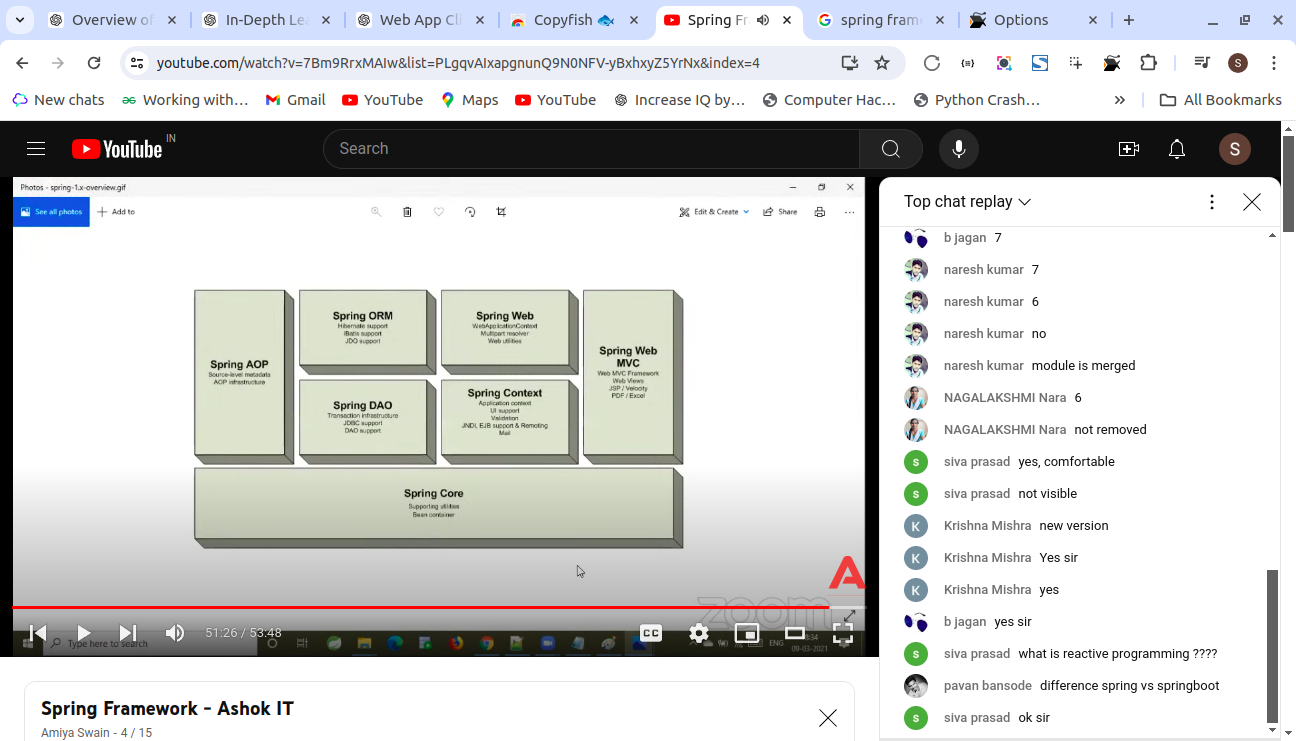 Overview of
In-Depth Le
Web App Cli
Copyfish
Spring Fr
spring fram
Options
youtube.com/watch?v=7Bm9RrxMAIw&list=PLgqvAIxapgnunQ9N0NFV-yBxhxyZ5YrNx&index=4
S
New chats
Working with...
Gmail
YouTube
Maps
YouTube
Increase IQ by...
Computer Hac...
Python Crash...
All Bookmarks
YouTube IN
Search
S
Photos - spring-1.x-overview.gif
See all photos
Add to
Edit & Create
Share
Spring AOP
Source-level metadata
AOP infrastructure
Spring ORM
Hibernate support
iBatis support
JDO support
Spring Web
WebApplicationContext
Multipart resolver
Web utilities
Spring Web
MVC
Web MVC Framework
Web Views
JSP / Velocity
PDF / Excel
Spring DAO
Transaction infrastructure
JDBC support
DAO support
Spring Context
Application context
UI support
Validation
JNDI, EJB support & Remoting
Mail
Spring Core
Supporting utilities
Bean container
zoom
51:26 / 53:48
CC
Type here to search
ENG
09-03-2021
Spring Framework - Ashok IT
Amiya Swain - 4 / 15
Top chat replay
b jagan 7
naresh kumar 7
naresh kumar 6
naresh kumar no
naresh kumar module is merged
NAGALAKSHMI Nara 6
NAGALAKSHMI Nara not removed
S siva prasad yes, comfortable
S siva prasad not visible
K Krishna Mishra new version
K Krishna Mishra Yes sir
K Krishna Mishra yes
b jagan yes sir
S siva prasad what is reactive programming ????
pavan bansode difference spring vs springboot
S siva prasad ok sir